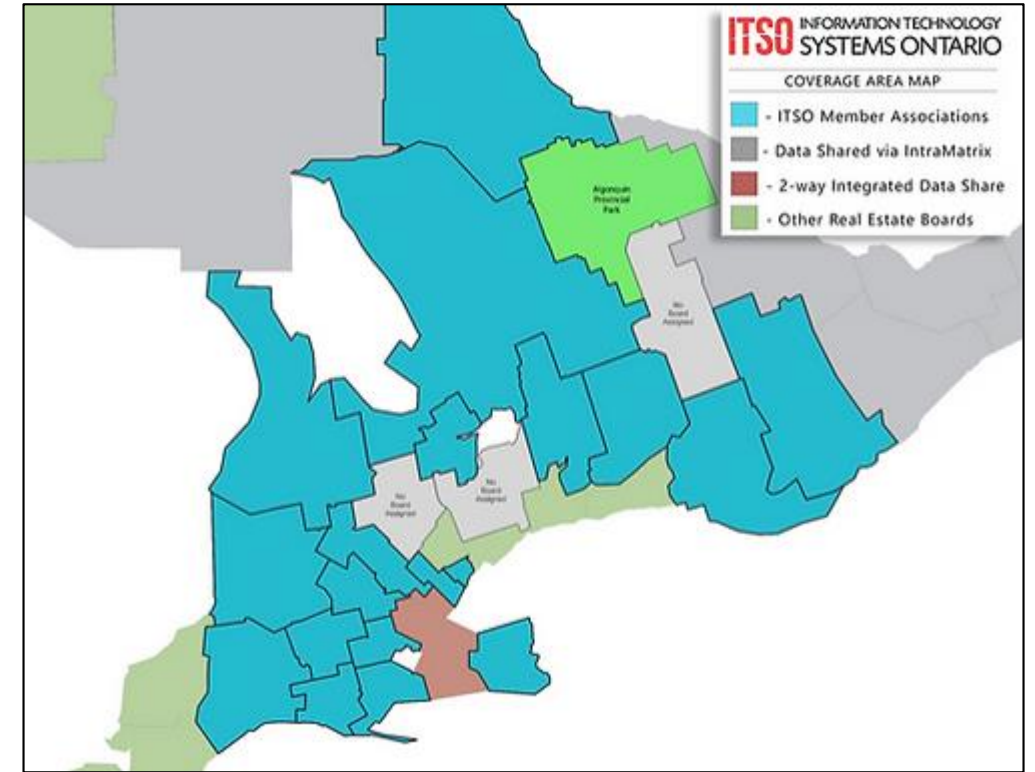 ITSO INFORMATION TECHNOLOGY
SYSTEMS ONTARIO
COVERAGE AREA MAP
- ITSO Member Associations
- Data Shared via IntraMatrix
- 2-way Integrated Data Share
- Other Real Estate Boards
Algonquin
Provincial
Park
No
Board
Assigned
No
Board
Assigned
No
Board
Assigned